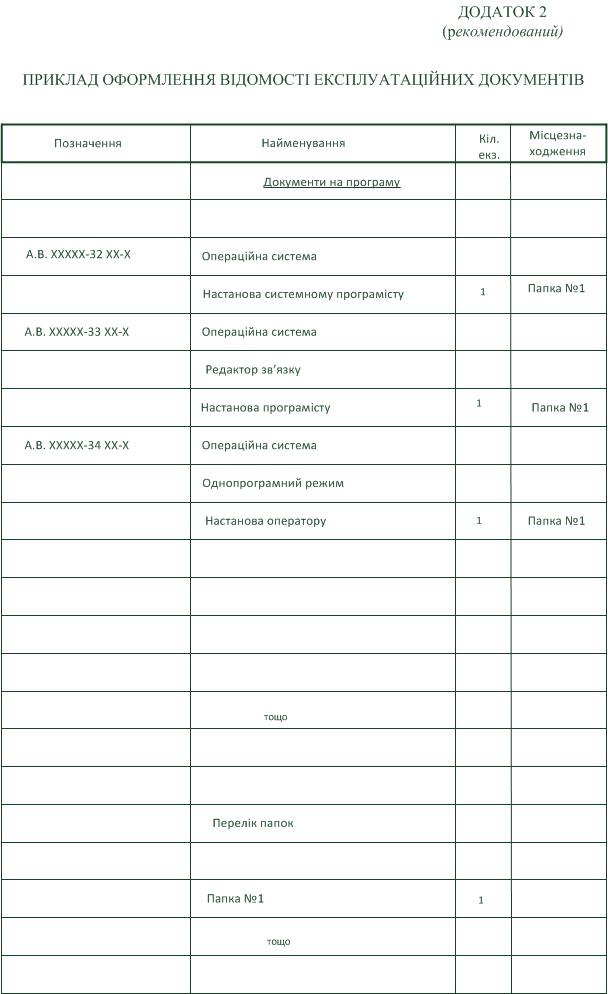 ДОДАТОК 2
(рекомендований)
ПРИКЛАД ОФОРМЛЕННЯ ВІДОМОСТІ ЕКСПЛУАТАЦІЙНИХ ДОКУМЕНТІВ
Позначення Найменування Кіл. екз. Місцезна-ходження
Документи на програму
А.В. ХХХХХ-32 ХХ-Х Операційна система
Настанова системному програмісту 1 Папка №1
А.В. ХХХХХ-33 ХХ-Х Операційна система
Редактор зв’язку
Настанова програмісту 1 Папка №1
А.В. ХХХХХ-34 ХХ-Х Операційна система
Однопрограмний режим
Настанова оператору 1 Папка №1
тощо
Перелік папок
Папка №1 1
тощо